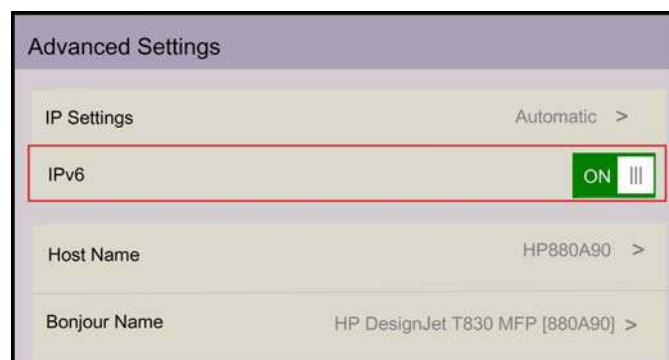 Advanced Settings
IP Settings Automatic >
IPv6 ON
Host Name HP880A90 >
Bonjour Name HP DesignJet T830 MFP [880A90] >